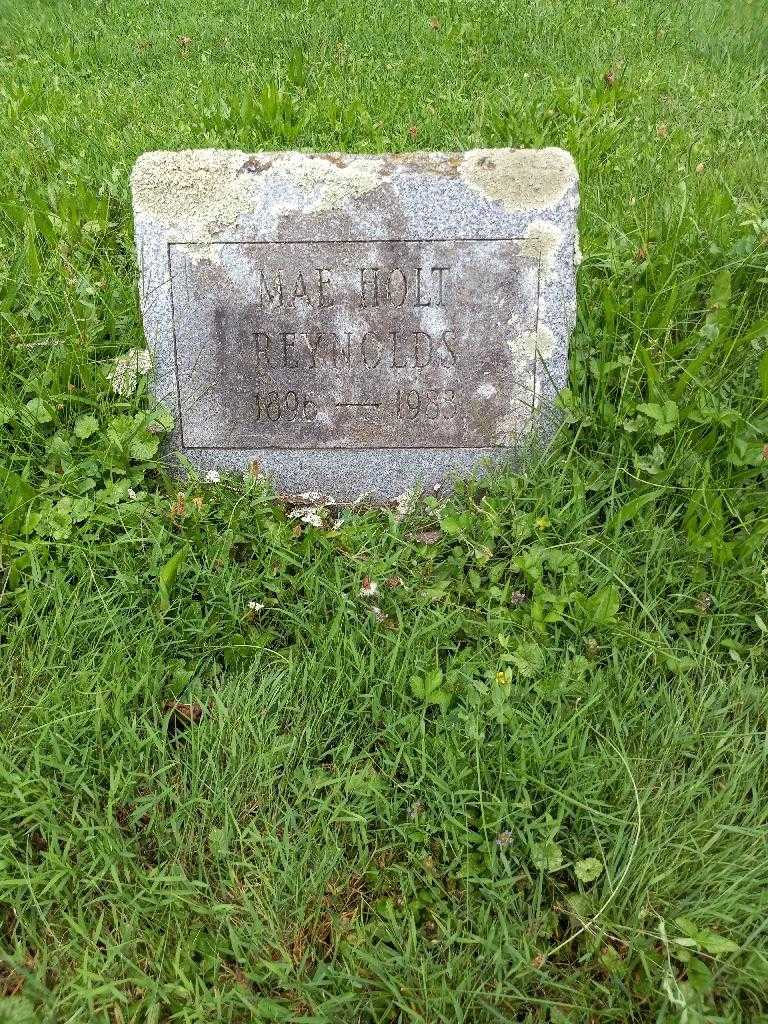 MAE HOLT
REYNOLDS
1896 — 1983